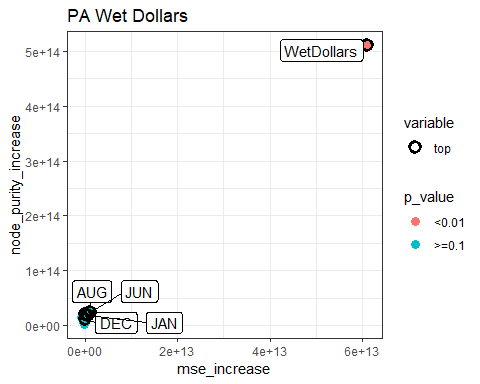 PA Wet Dollars
node_purity_increase
5e+14
4e+14
3e+14
2e+14
1e+14
0e+00
WetDollars
AUG
JUN
DEC
JAN
0e+00
2e+13
4e+13
6e+13
mse_increase
variable
top
p_value
<0.01
>=0.1